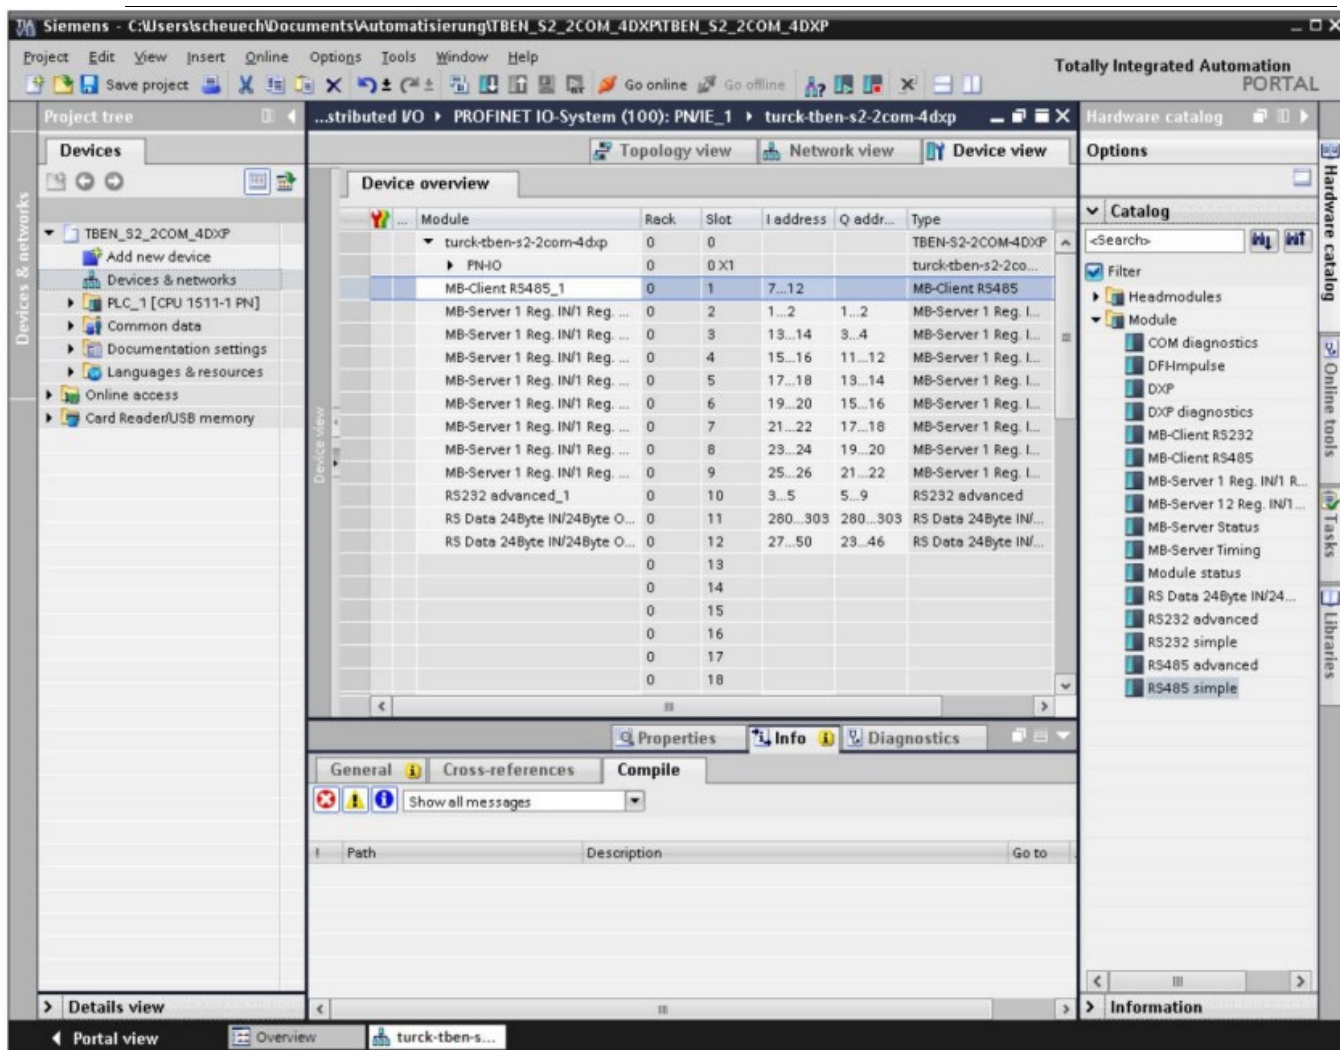 Siemens - C:\Users\scheuech\Documents\Automatisierung\TBEN_S2_2COM_4DXP\TBEN_S2_2COM_4DXP
Project Edit View Insert Online Options Tools Window Help
Totally Integrated Automation
PORTAL
Save project Go online Go offline
Project tree
...stributed I/O PROFINET IO-System (100): PN/IE_1 turck-tben-s2-2com-4dxp
Hardware catalog
Devices
Topology view Network view Device view
Options
Device overview
Catalog
... Module Rack Slot I address Q addr... Type
<Search>
TBEN_S2_2COM_4DXP
Add new device
Devices & networks
PLC_1 [CPU 1511-1 PN]
Common data
Documentation settings
Languages & resources
Online access
Card Reader/USB memory
turck-tben-s2-2com-4dxp 0 0 TBEN-S2-2COM-4DXP
PN-IO 0 0 X1 turck-tben-s2-2co...
MB-Client RS485_1 0 1 7...12 MB-Client RS485
MB-Server 1 Reg. IN/1 Reg. ... 0 2 1...2 1...2 MB-Server 1 Reg. I...
MB-Server 1 Reg. IN/1 Reg. ... 0 3 13...14 3...4 MB-Server 1 Reg. I...
MB-Server 1 Reg. IN/1 Reg. ... 0 4 15...16 11...12 MB-Server 1 Reg. I...
MB-Server 1 Reg. IN/1 Reg. ... 0 5 17...18 13...14 MB-Server 1 Reg. I...
MB-Server 1 Reg. IN/1 Reg. ... 0 6 19...20 15...16 MB-Server 1 Reg. I...
MB-Server 1 Reg. IN/1 Reg. ... 0 7 21...22 17...18 MB-Server 1 Reg. I...
MB-Server 1 Reg. IN/1 Reg. ... 0 8 23...24 19...20 MB-Server 1 Reg. I...
MB-Server 1 Reg. IN/1 Reg. ... 0 9 25...26 21...22 MB-Server 1 Reg. I...
RS232 advanced_1 0 10 3...5 5...9 RS232 advanced
RS Data 24Byte IN/24Byte O... 0 11 280...303 280...303 RS Data 24Byte IN/...
RS Data 24Byte IN/24Byte O... 0 12 27...50 23...46 RS Data 24Byte IN/...
0 13
0 14
0 15
0 16
0 17
0 18
Filter
Headmodules
Module
COM diagnostics
DFI-Impulse
DXP
DXP diagnostics
MB-Client RS232
MB-Client RS485
MB-Server 1 Reg. IN/1 R...
MB-Server 12 Reg. IN/1...
MB-Server Status
MB-Server Timing
Module status
RS Data 24Byte IN/24...
RS232 advanced
RS232 simple
RS485 advanced
RS485 simple
Devices & networks
Device view
Hardware catalog
Online tools
Tasks
Libraries
Properties Info Diagnostics
General Cross-references Compile
Show all messages
! Path Description Go to
Details view
Information
Portal view Overview turck-tben-s...